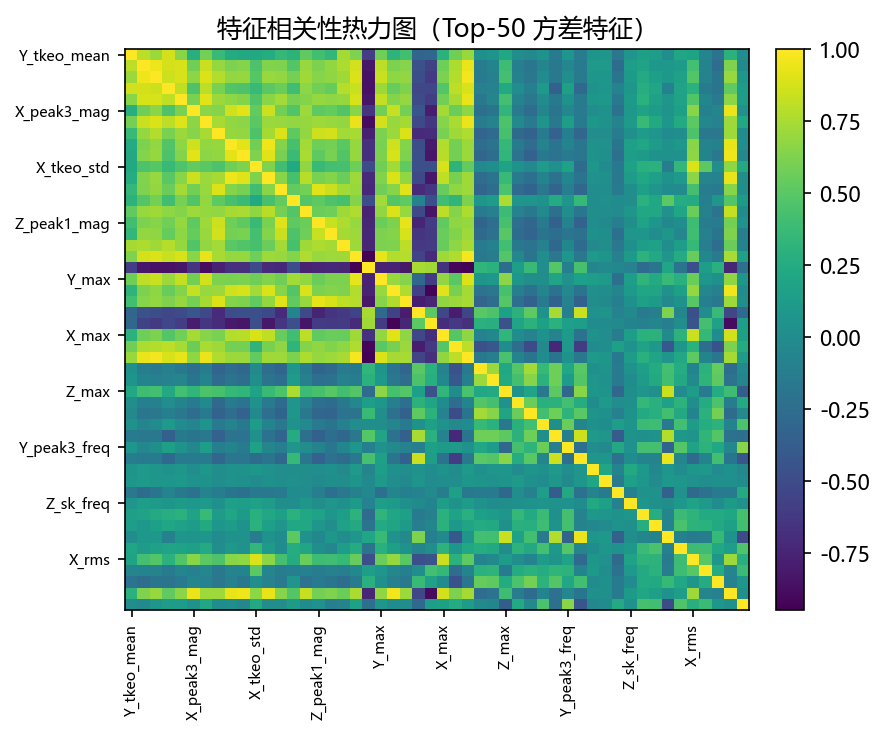 特征相关性热力图（Top-50 方差特征）
Y_tkeo_mean
X_peak3_mag
X_tkeo_std
Z_peak1_mag
Y_max
X_max
Z_max
Y_peak3_freq
Z_sk_freq
X_rms
Y_tkeo_mean
X_peak3_mag
X_tkeo_std
Z_peak1_mag
Y_max
X_max
Z_max
Y_peak3_freq
Z_sk_freq
X_rms
1.00
0.75
0.50
0.25
0.00
-0.25
-0.50
-0.75